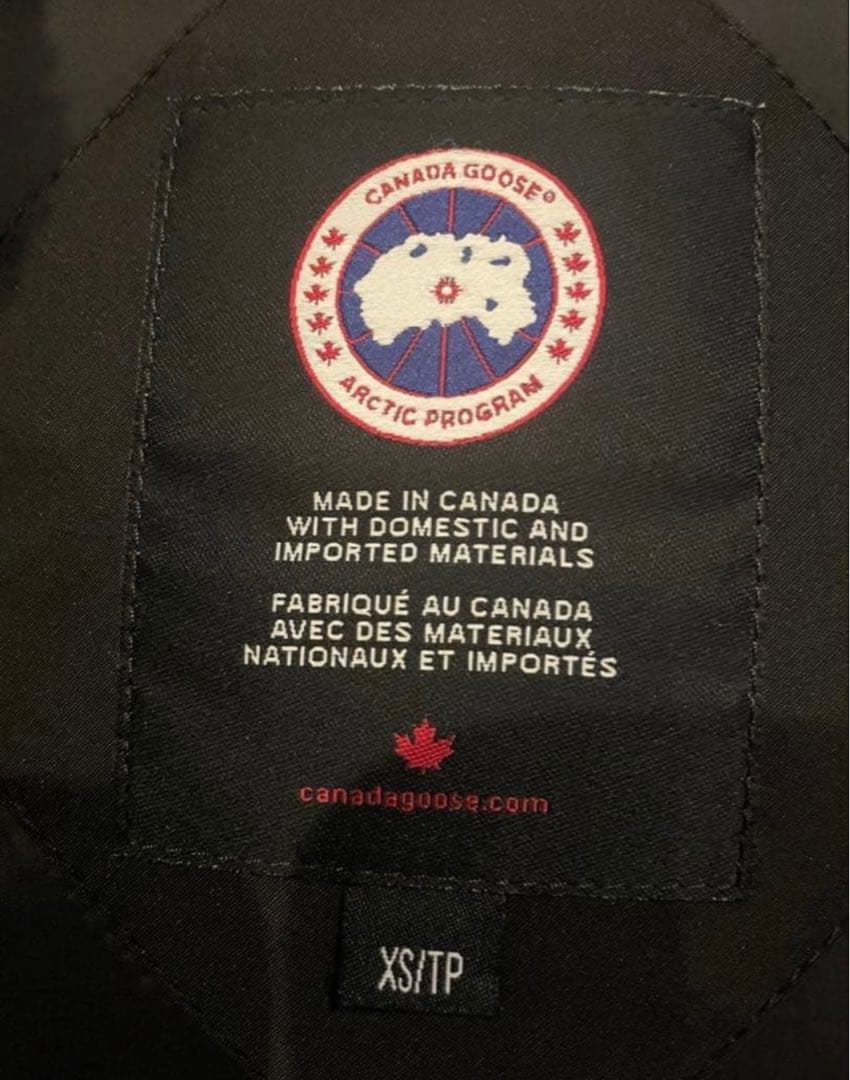 CANADA GOOSE®
ARCTIC PROGRAM
MADE IN CANADA
WITH DOMESTIC AND
IMPORTED MATERIALS
FABRIQUÉ AU CANADA
AVEC DES MATERIAUX
NATIONAUX ET IMPORTÉS
canadagoose.com
XS/TP